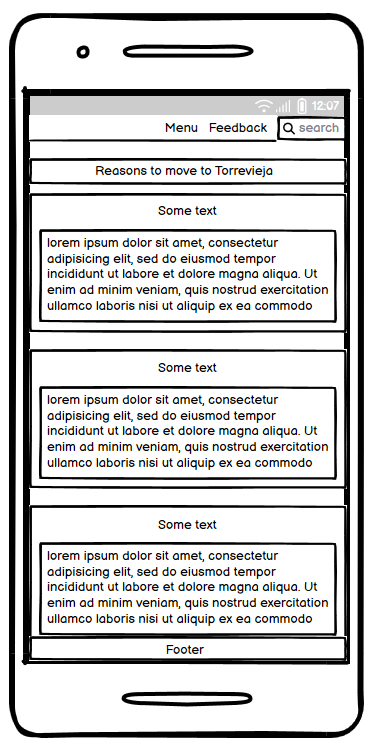 12:07
Menu Feedback search
Reasons to move to Torrevieja
Some text
lorem ipsum dolor sit amet, consectetur
adipisicing elit, sed do eiusmod tempor
incididunt ut labore et dolore magna aliqua. Ut
enim ad minim veniam, quis nostrud exercitation
ullamco laboris nisi ut aliquip ex ea commodo
Some text
lorem ipsum dolor sit amet, consectetur
adipisicing elit, sed do eiusmod tempor
incididunt ut labore et dolore magna aliqua. Ut
enim ad minim veniam, quis nostrud exercitation
ullamco laboris nisi ut aliquip ex ea commodo
Some text
lorem ipsum dolor sit amet, consectetur
adipisicing elit, sed do eiusmod tempor
incididunt ut labore et dolore magna aliqua. Ut
enim ad minim veniam, quis nostrud exercitation
ullamco laboris nisi ut aliquip ex ea commodo
Footer